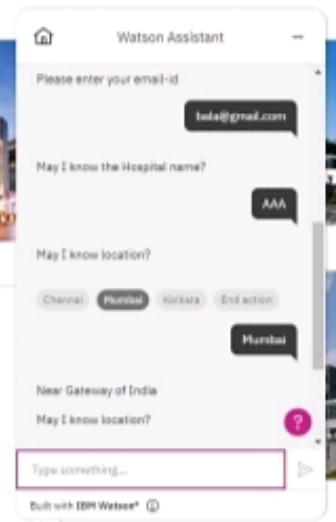 Watson Assistant
Please enter your email-id
bala@gmail.com
May I know the Hospital name?
AAA
May I know location?
Chennai Mumbai Kolkata End action
Mumbai
Near Gateway of India
May I know location?
?
Type something...
Built with IBM Watson®